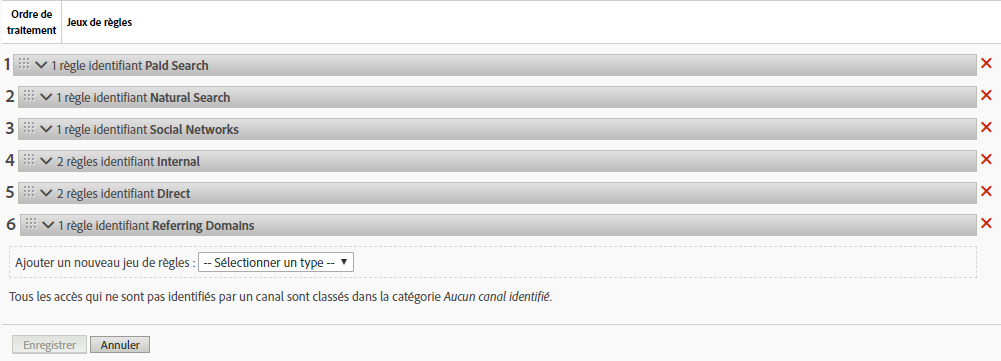 Ordre de
traitement
Jeux de règles
1 1 règle identifiant Paid Search
2 1 règle identifiant Natural Search
3 1 règle identifiant Social Networks
4 2 règles identifiant Internal
5 2 règles identifiant Direct
6 1 règle identifiant Referring Domains
Ajouter un nouveau jeu de règles : -- Sélectionner un type --
Tous les accès qui ne sont pas identifiés par un canal sont classés dans la catégorie Aucun canal identifié.
Enregistrer Annuler